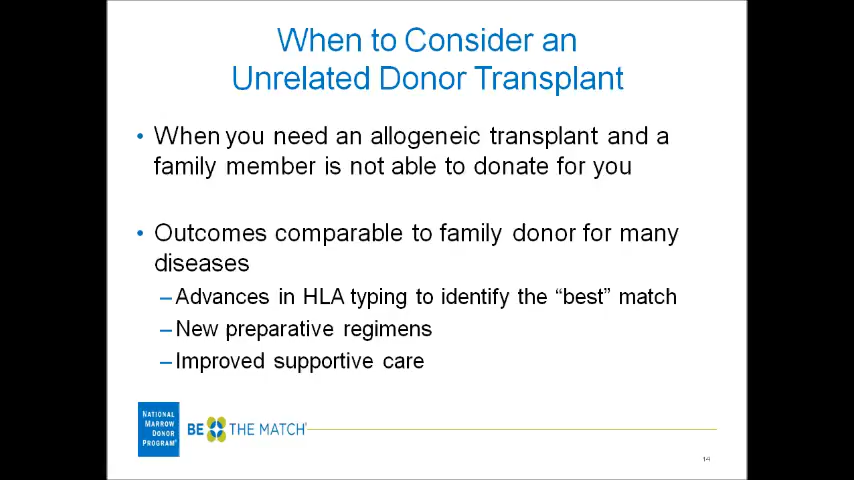 When to Consider an
Unrelated Donor Transplant
• When you need an allogeneic transplant and a
family member is not able to donate for you
• Outcomes comparable to family donor for many
diseases
– Advances in HLA typing to identify the “best” match
– New preparative regimens
– Improved supportive care
NATIONAL
MARROW
DONOR
PROGRAM®
BE THE MATCH®
14